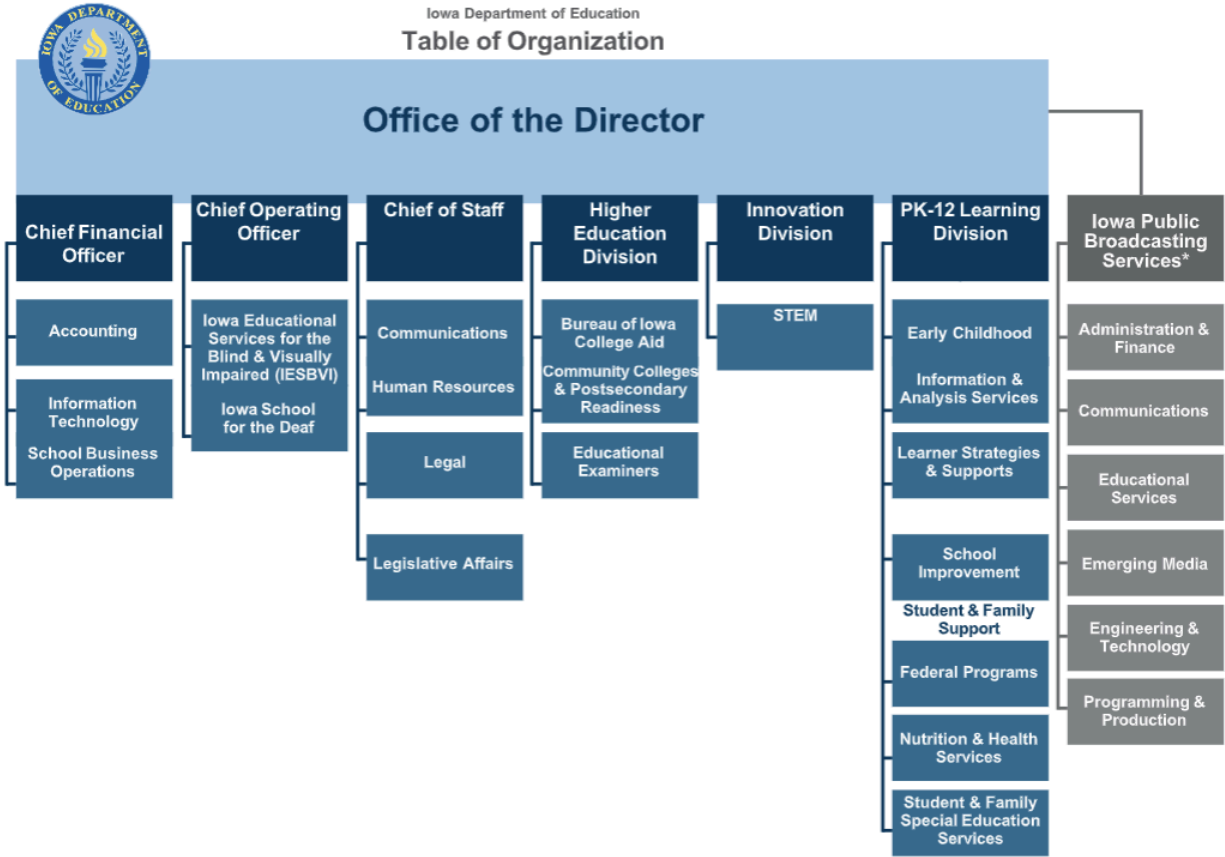 Iowa Department of Education
Table of Organization
IOWA DEPARTMENT
OF EDUCATION
Office of the Director
Chief Financial
Officer
Accounting
Information
Technology
School Business
Operations
Chief Operating
Officer
Iowa Educational
Services for the
Blind & Visually
Impaired (IESBVI)
Iowa School
for the Deaf
Chief of Staff
Communications
Human Resources
Legal
Legislative Affairs
Higher
Education
Division
Bureau of Iowa
College Aid
Community Colleges
& Postsecondary
Readiness
Educational
Examiners
Innovation
Division
STEM
PK-12 Learning
Division
Early Childhood
Information &
Analysis Services
Learner Strategies
& Supports
School
Improvement
Student & Family
Support
Federal Programs
Nutrition & Health
Services
Student & Family
Special Education
Services
Iowa Public
Broadcasting
Services*
Administration &
Finance
Communications
Educational
Services
Emerging Media
Engineering &
Technology
Programming &
Production